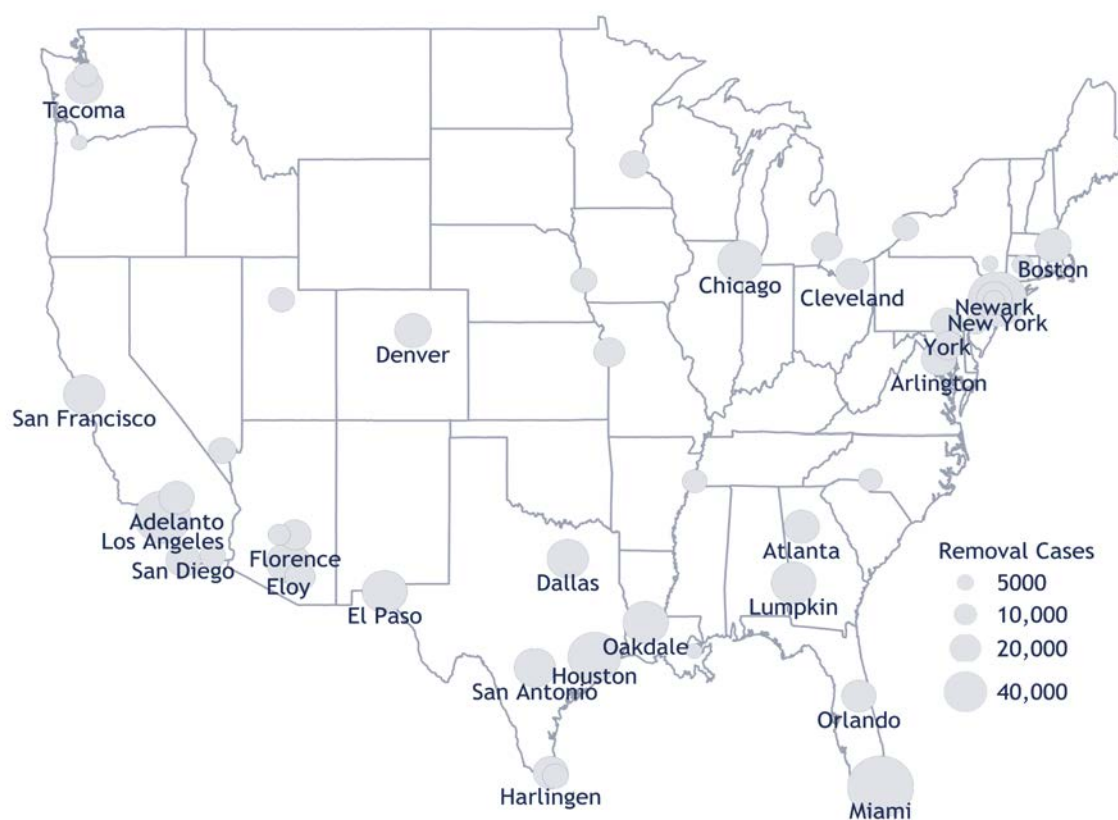 Tacoma
Chicago
Boston
Cleveland
Newark
New York
York
Arlington
Denver
San Francisco
Adelanto
Los Angeles
San Diego
Florence
Eloy
El Paso
Dallas
Atlanta
Lumpkin
Oakdale
Houston
San Antonio
Orlando
Harlingen
Miami
Removal Cases
5000
10,000
20,000
40,000